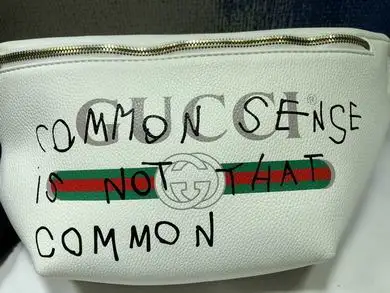 GUCCI
COMMON SENSE
iS NOT THAT
COMMON